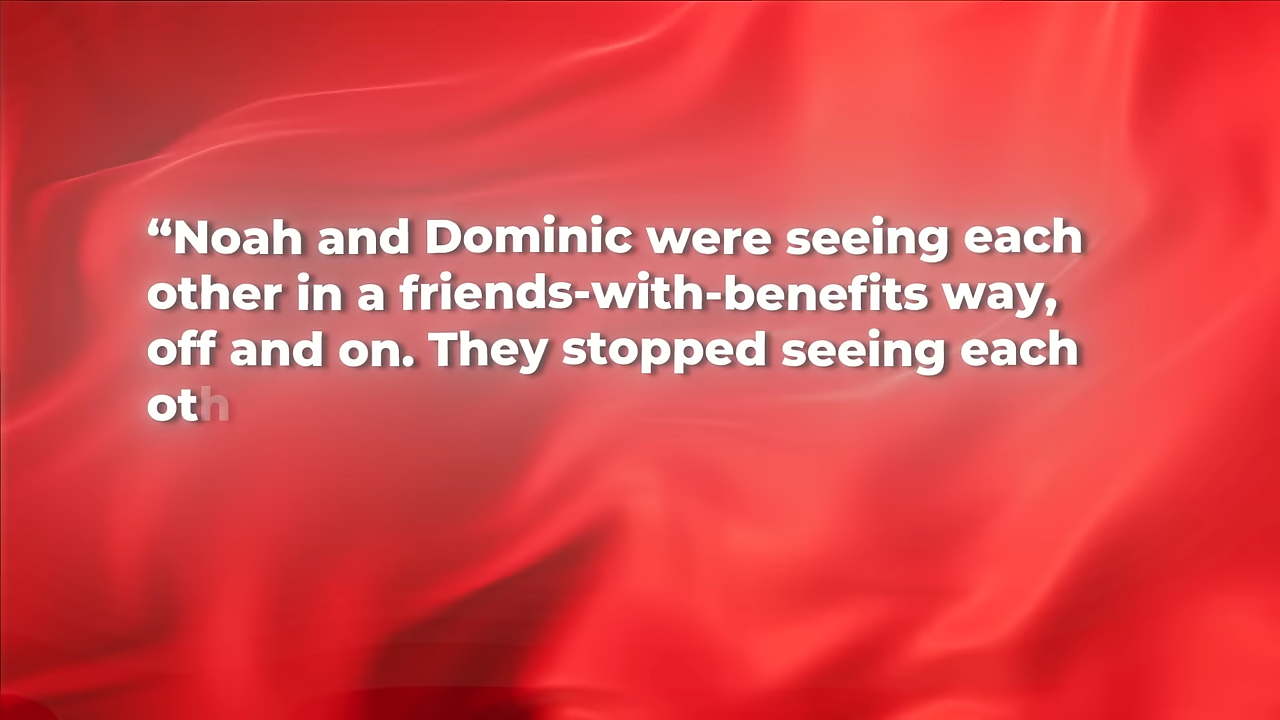 “Noah and Dominic were seeing each
other in a friends-with-benefits way,
off and on. They stopped seeing each
oth